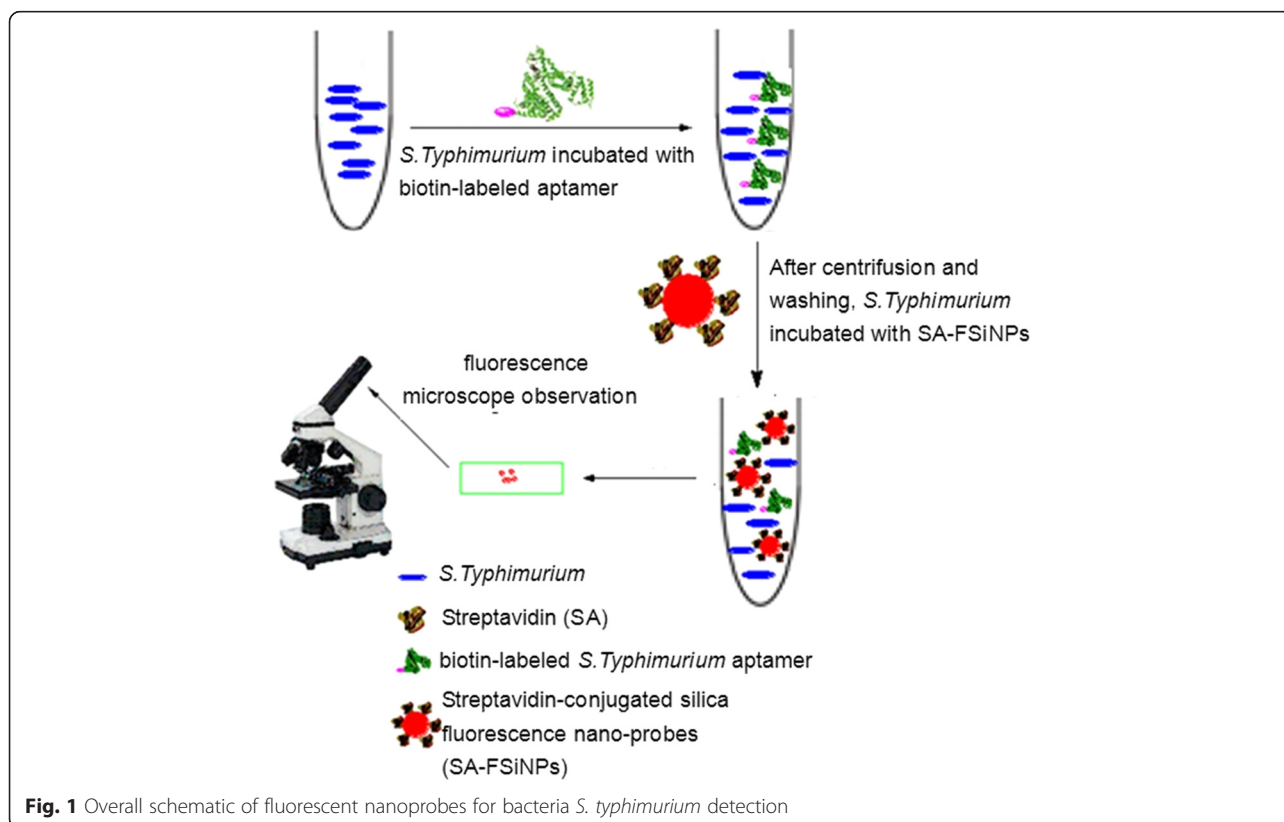 S.Typhimurium incubated with
biotin-labeled aptamer
After centrifusion and
washing, S.Typhimurium
incubated with SA-FSiNPs
fluorescence
microscope observation
S.Typhimurium
Streptavidin (SA)
biotin-labeled S.Typhimurium aptamer
Streptavidin-conjugated silica
fluorescence nano-probes
(SA-FSiNPs)
Fig. 1 Overall schematic of fluorescent nanoprobes for bacteria S. typhimurium detection